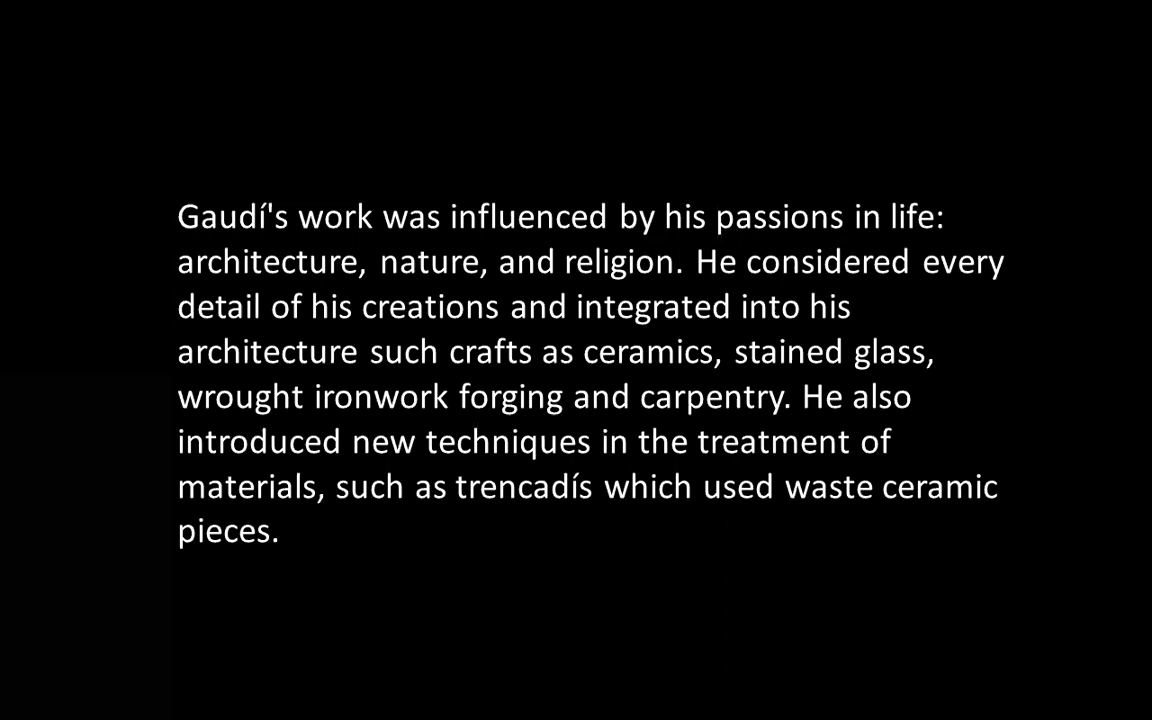 Gaudí's work was influenced by his passions in life:
architecture, nature, and religion. He considered every
detail of his creations and integrated into his
architecture such crafts as ceramics, stained glass,
wrought ironwork forging and carpentry. He also
introduced new techniques in the treatment of
materials, such as trencadís which used waste ceramic
pieces.